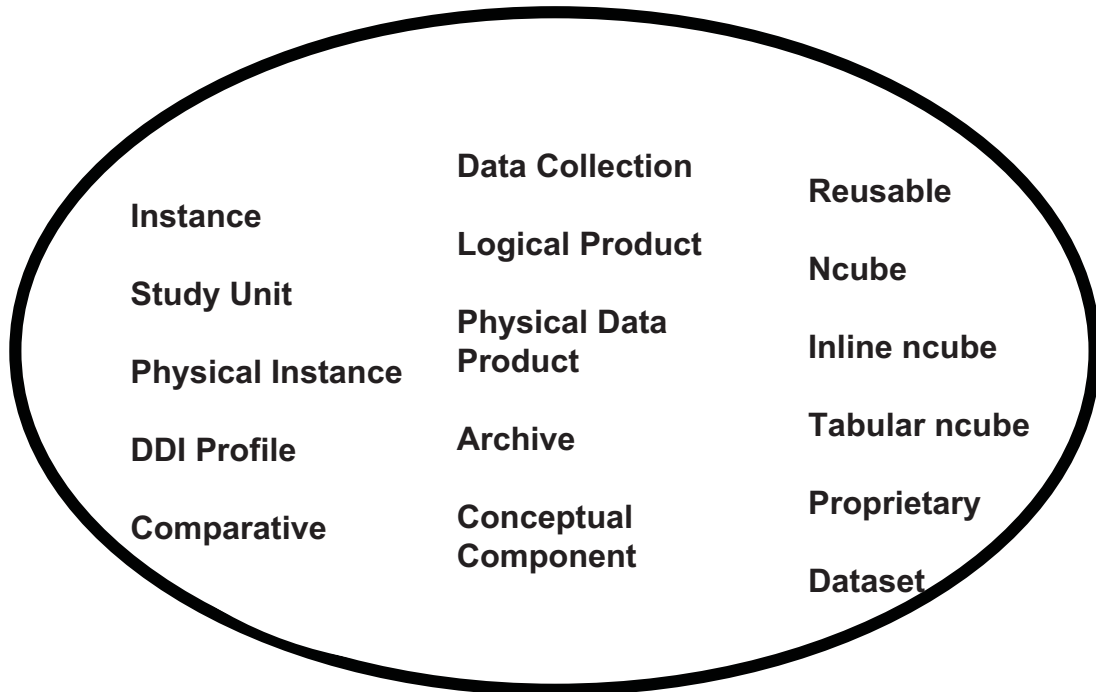 Instance
Study Unit
Physical Instance
DDI Profile
Comparative
Data Collection
Logical Product
Physical Data
Product
Archive
Conceptual
Component
Reusable
Ncube
Inline ncube
Tabular ncube
Proprietary
Dataset